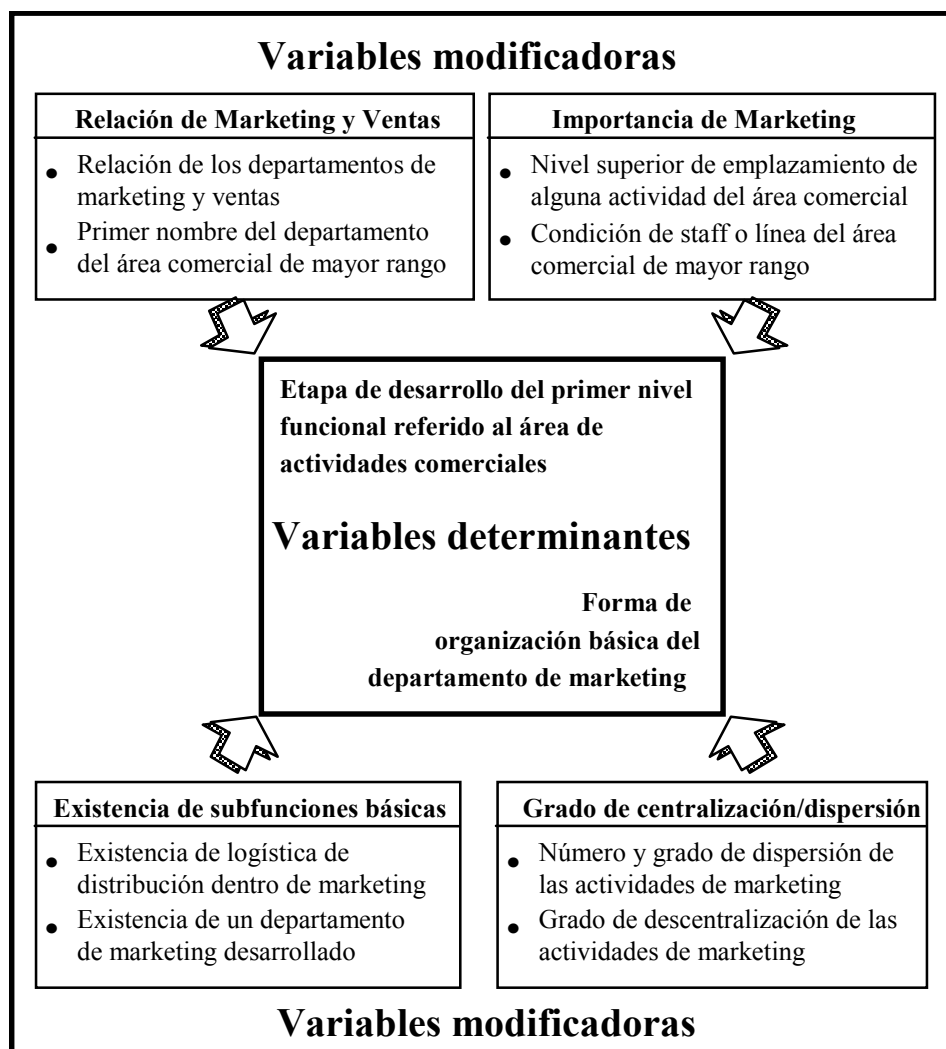 Variables modificadoras
Relación de Marketing y Ventas
• Relación de los departamentos de
marketing y ventas
• Primer nombre del departamento
del área comercial de mayor rango
Importancia de Marketing
• Nivel superior de emplazamiento de
alguna actividad del área comercial
• Condición de staff o línea del área
comercial de mayor rango
Etapa de desarrollo del primer nivel
funcional referido al área de
actividades comerciales
Variables determinantes
Forma de
organización básica del
departamento de marketing
Existencia de subfunciones básicas
• Existencia de logística de
distribución dentro de marketing
• Existencia de un departamento
de marketing desarrollado
Grado de centralización/dispersión
• Número y grado de dispersión de
las actividades de marketing
• Grado de descentralización de las
actividades de marketing
Variables modificadoras